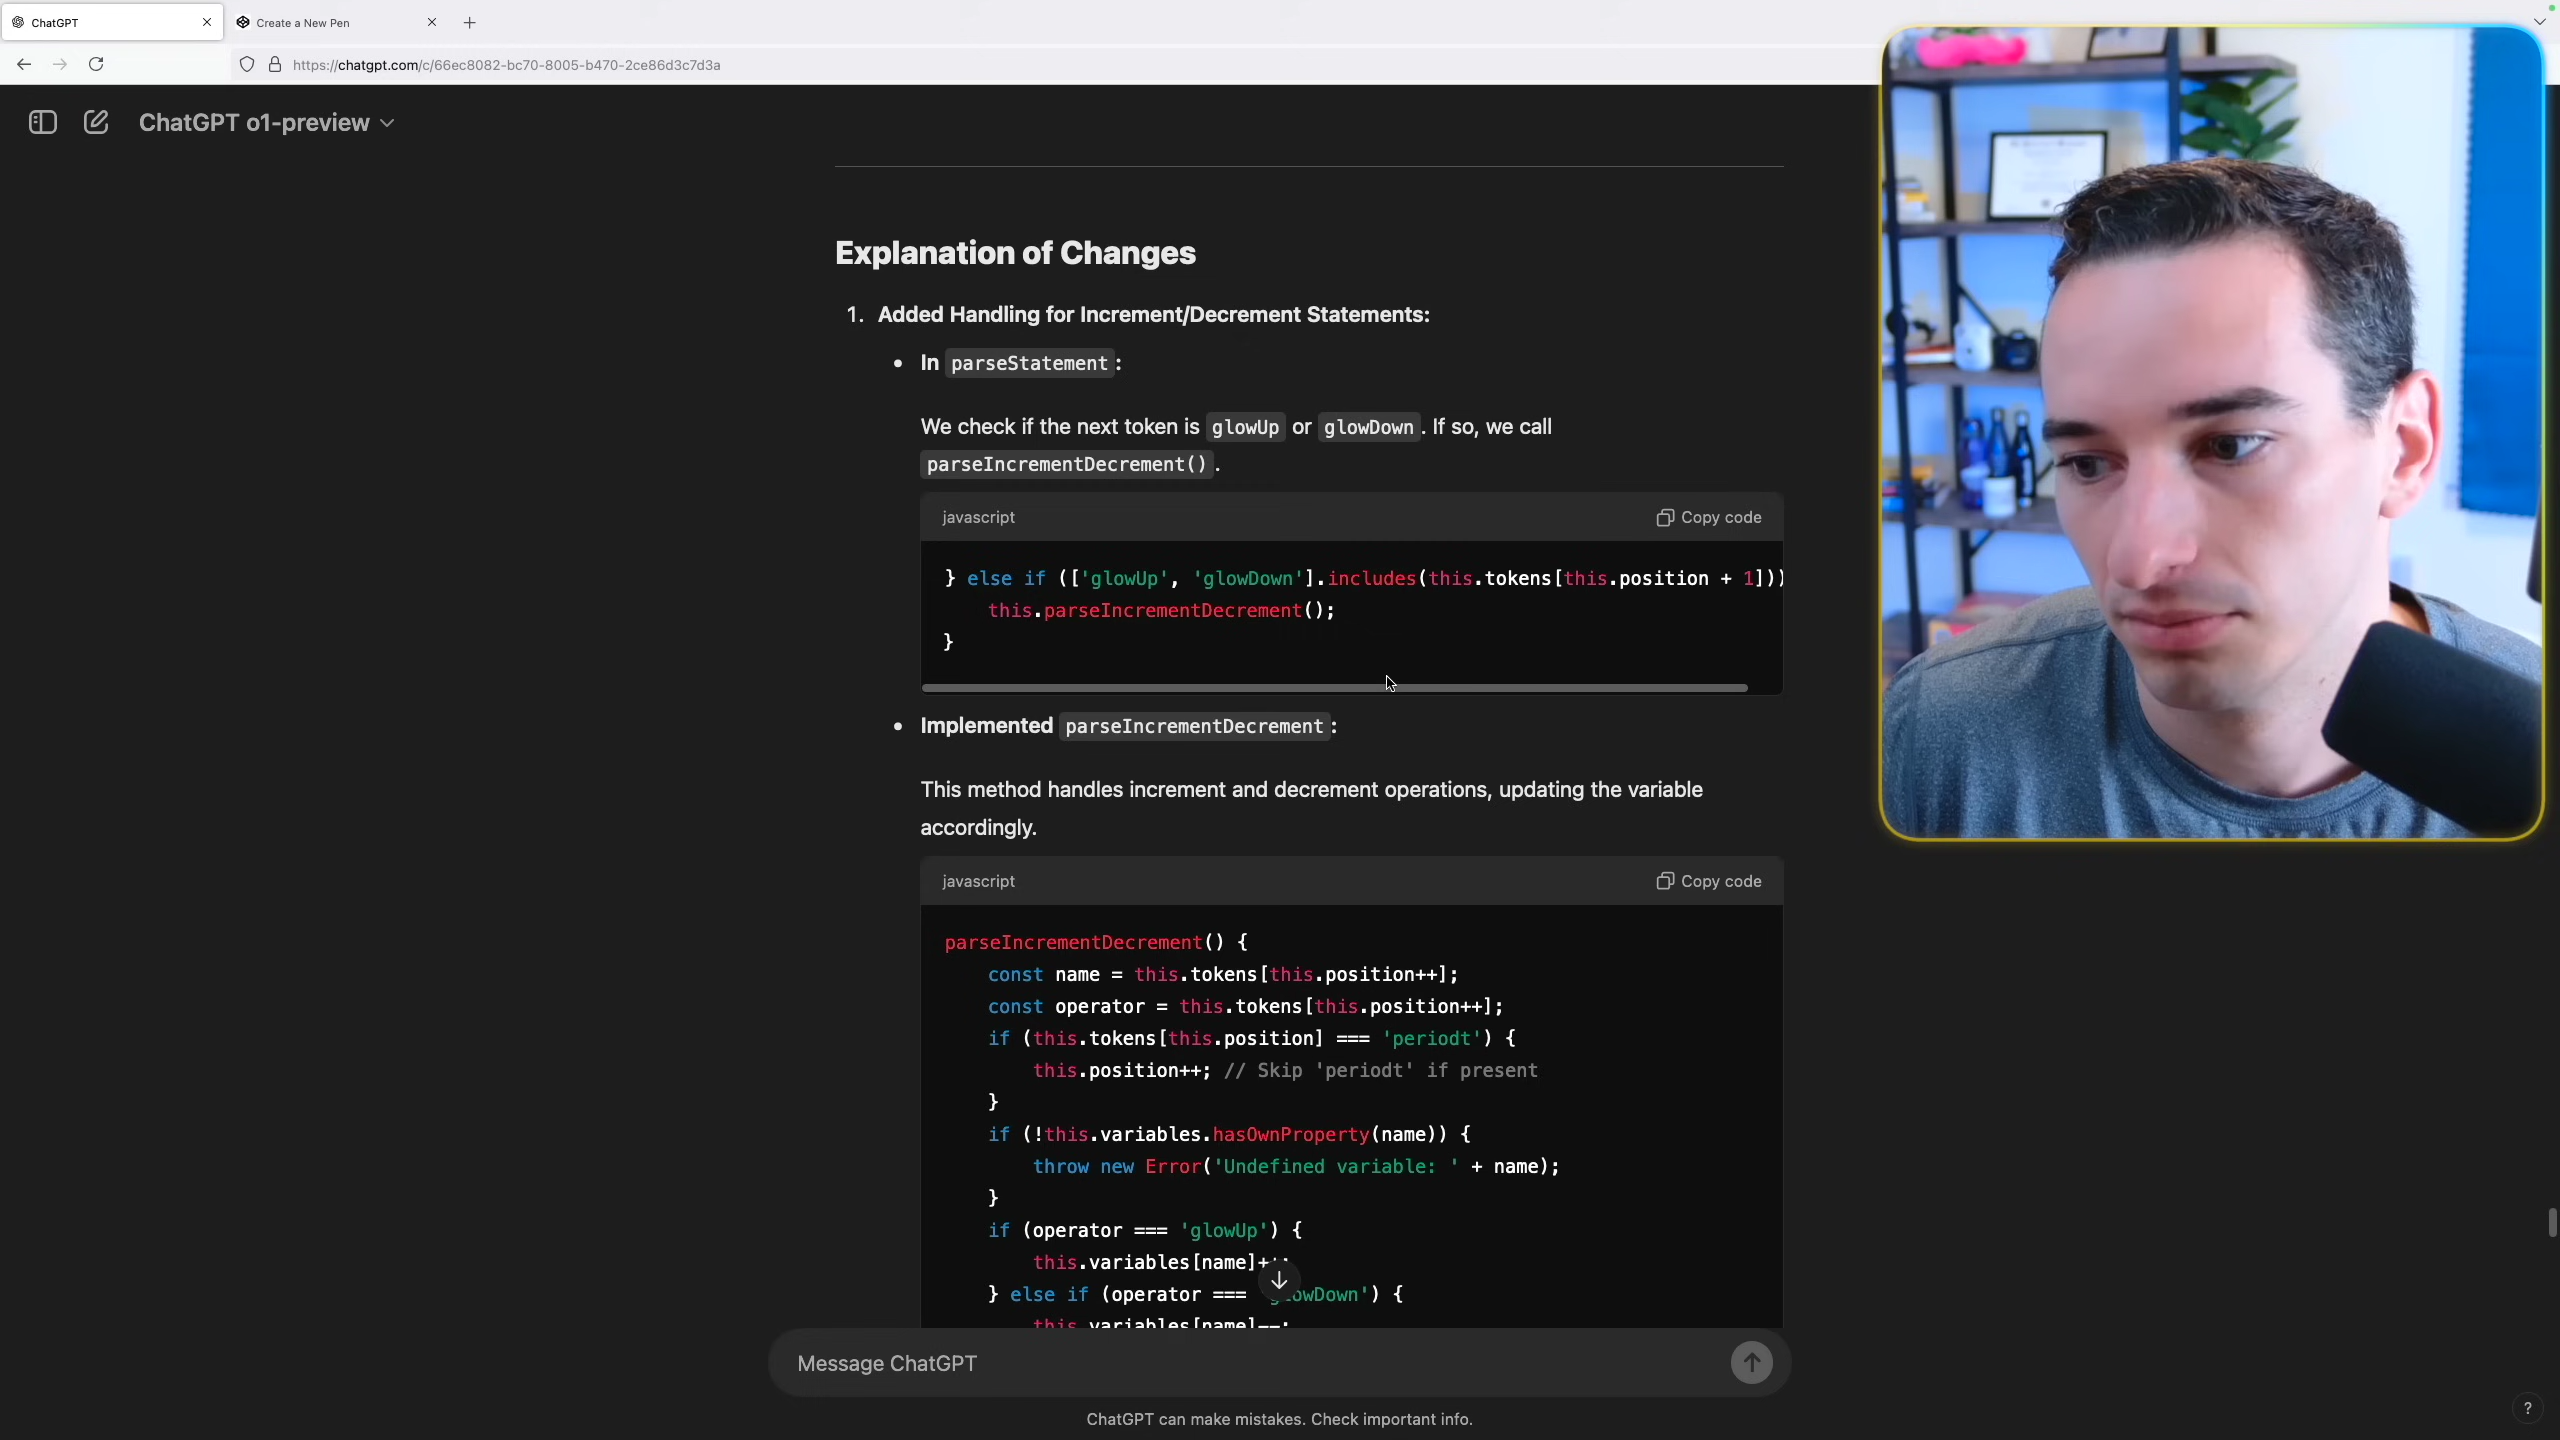 ChatGPT
Create a New Pen
https://chatgpt.com/c/66ec8082-bc70-8005-b470-2ce86d3c7d3a
ChatGPT o1-preview
Explanation of Changes
1. Added Handling for Increment/Decrement Statements:
• In parseStatement:
We check if the next token is glowUp or glowDown. If so, we call
parseIncrementDecrement().
javascript
Copy code
} else if (['glowUp', 'glowDown'].includes(this.tokens[this.position + 1]))
this.parseIncrementDecrement();
}
• Implemented parseIncrementDecrement:
This method handles increment and decrement operations, updating the variable
accordingly.
javascript
Copy code
parseIncrementDecrement() {
const name = this.tokens[this.position++];
const operator = this.tokens[this.position++];
if (this.tokens[this.position] === 'periodt') {
this.position++; // Skip 'periodt' if present
}
if (!this.variables.hasOwnProperty(name)) {
throw new Error('Undefined variable: ' + name);
}
if (operator === 'glowUp') {
this.variables[name]++;
} else if (operator === 'glowDown') {
this.variables[name]--;
Message ChatGPT
ChatGPT can make mistakes. Check important info.
?